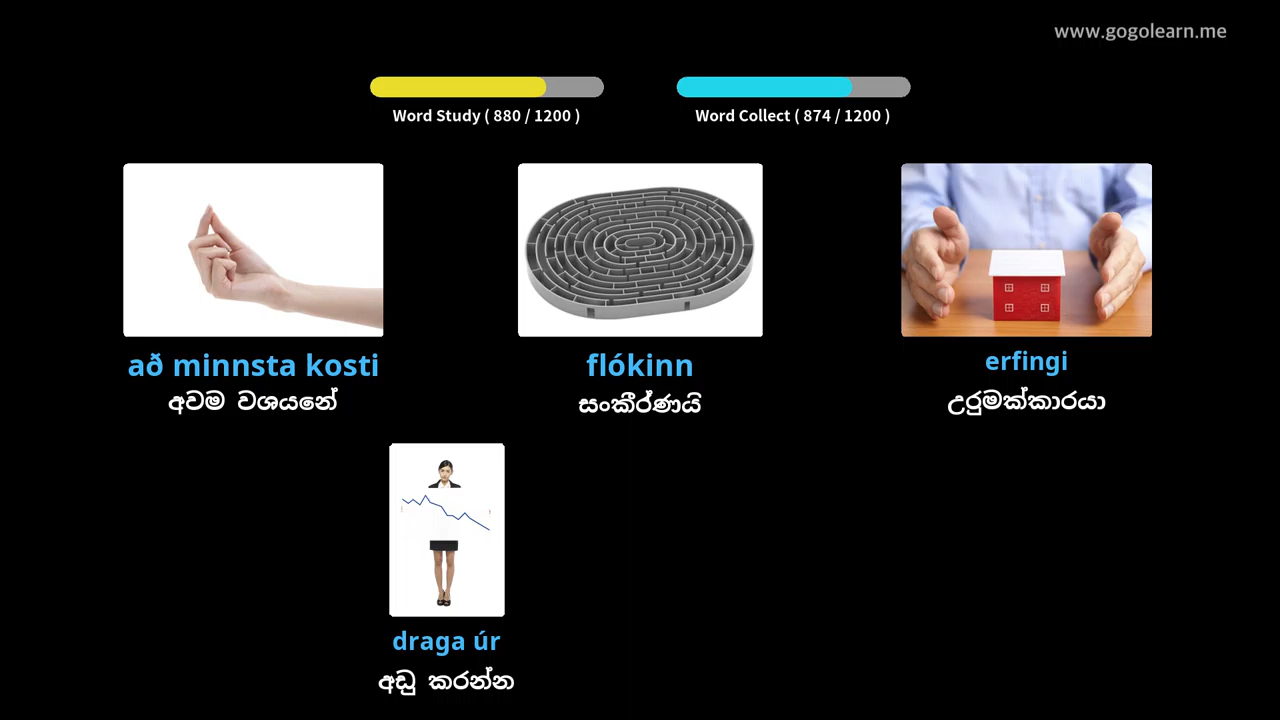 www.gogolearn.me
Word Study ( 880 / 1200 )
Word Collect ( 874 / 1200 )
að minnsta kosti
අවම වශයනේ
flókinn
සංකීර්ණයි
erfingi
උරුමක්කාරයා
draga úr
අඩු කරන්න